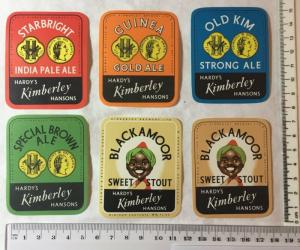 STARBRIGHT
INDIA PALE ALE
HARDY'S
Kimberley
HANSONS
GUINEA
GOLD ALE
HARDY'S
Kimberley
HANSONS
OLD KIM
STRONG ALE
HARDY'S
Kimberley
HANSONS
SPECIAL BROWN
ALE
HARDY'S
Kimberley
HANSONS
BLACKAMOOR
SWEET STOUT
HARDY'S
Kimberley
HANSONS
BLACKAMOOR
SWEET STOUT
HARDY'S
Kimberley
HANSONS